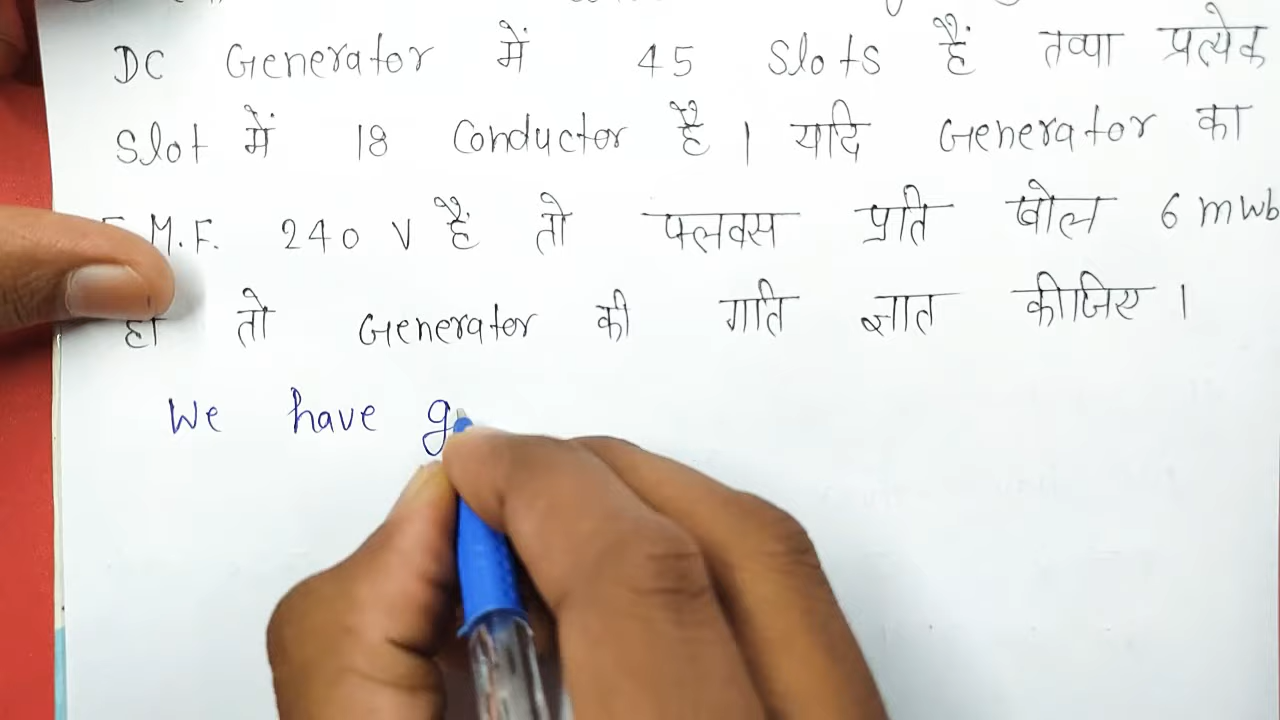 DC Generator में 45 Slots हैं तथा प्रत्येक
Slot में 18 Conductor हैं । यदि Generator का
E.M.F. 240 V हैं तो फ्लक्स प्रति पोल 6 mwb
हो तो Generator की गति ज्ञात कीजिए ।
We have g